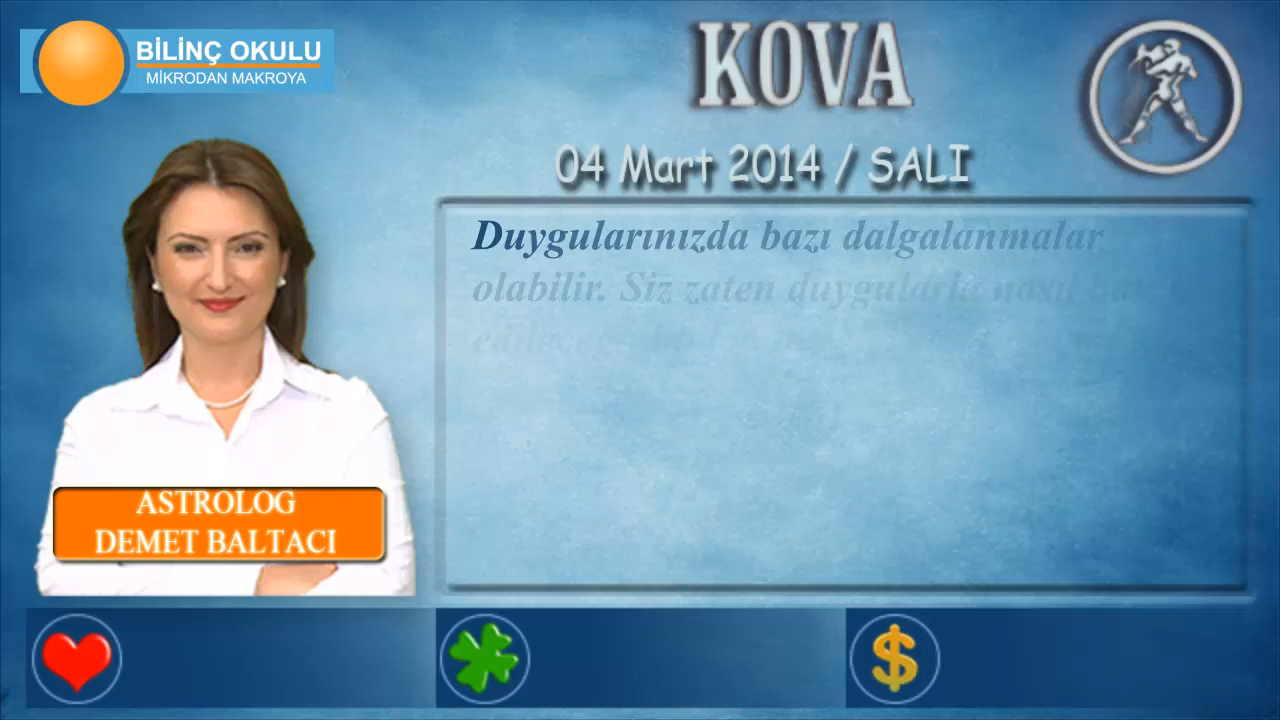 BİLİNÇ OKULU
MİKRODAN MAKROYA
KOVA
04 Mart 2014 / SALI
Duygularınızda bazı dalgalanmalar
olabilir. Siz zaten duygularla nasıl
ASTROLOG
DEMET BALTACI